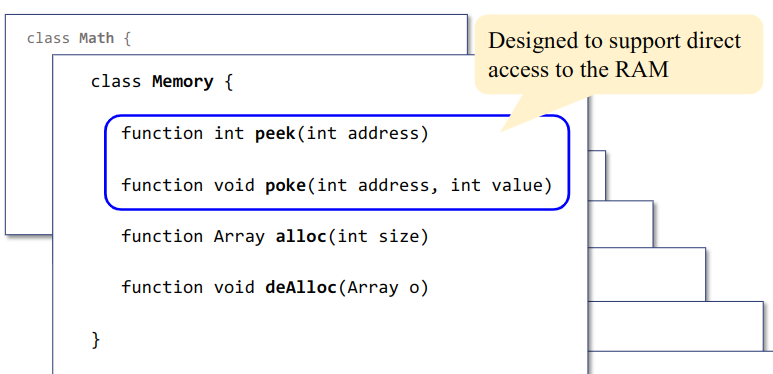 class Math {
Designed to support direct
access to the RAM
class Memory {
function int peek(int address)
function void poke(int address, int value)
function Array alloc(int size)
function void deAlloc(Array o)
}